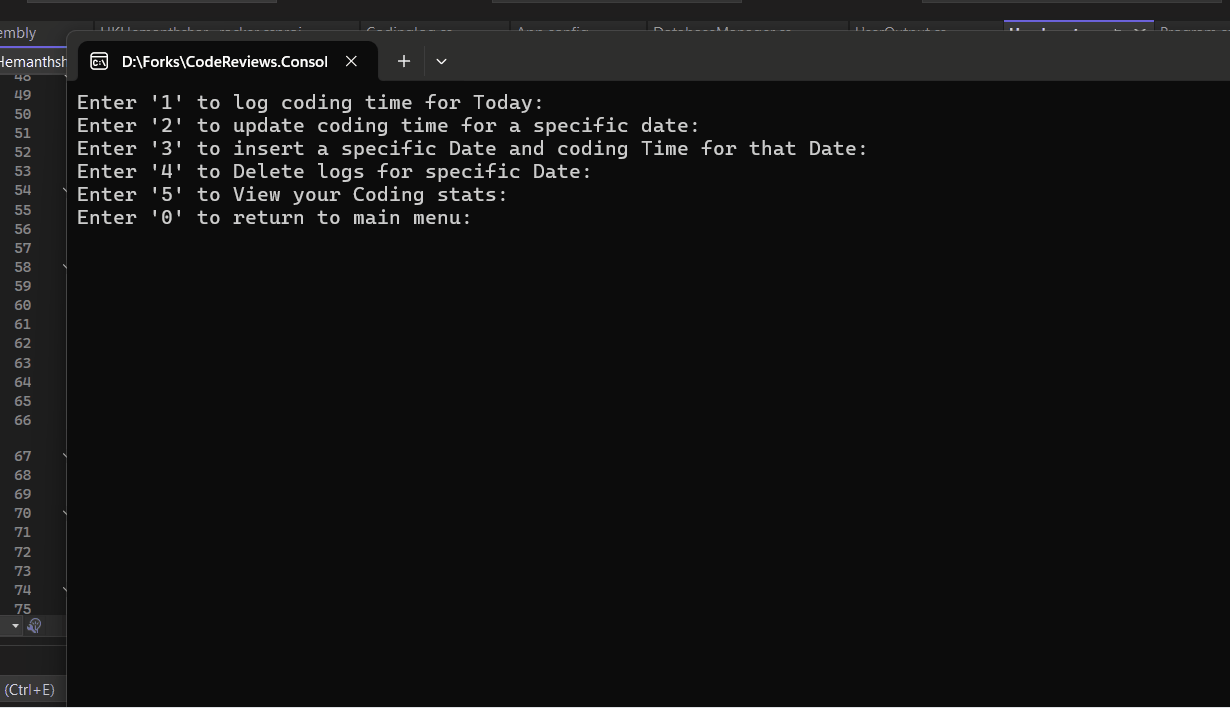 embly
Hemanthsh
D:\Forks\CodeReviews.Consol
Enter '1' to log coding time for Today:
Enter '2' to update coding time for a specific date:
Enter '3' to insert a specific Date and coding Time for that Date:
Enter '4' to Delete logs for specific Date:
Enter '5' to View your Coding stats:
Enter '0' to return to main menu:
48
49
50
51
52
53
54
55
56
57
58
59
60
61
62
63
64
65
66
67
68
69
70
71
72
73
74
75
(Ctrl+E)